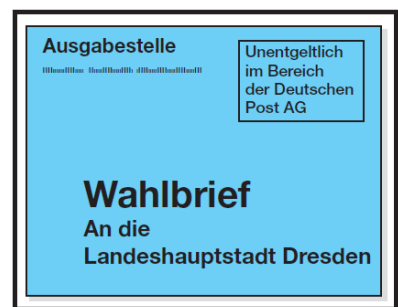 Ausgabestelle
Unentgeltlich
im Bereich
der Deutschen
Post AG
Wahlbrief
An die
Landeshauptstadt Dresden